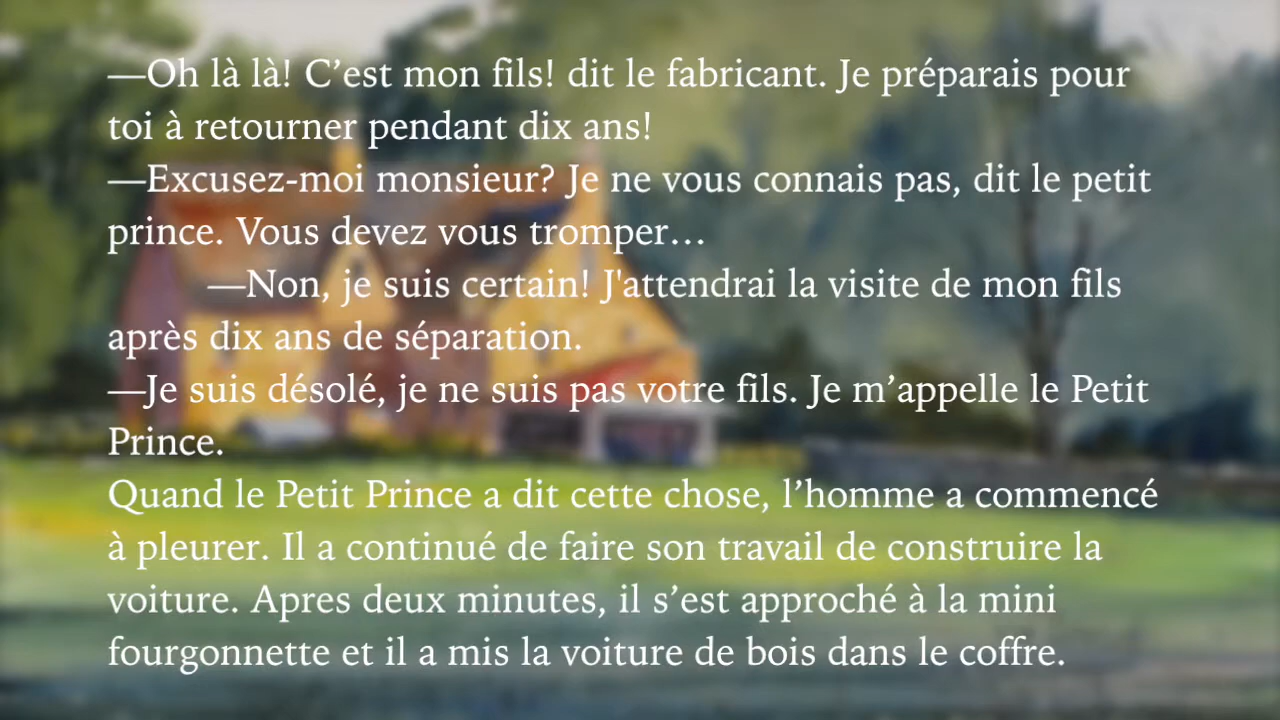 —Oh là là! C’est mon fils! dit le fabricant. Je préparais pour
toi à retourner pendant dix ans!
—Excusez-moi monsieur? Je ne vous connais pas, dit le petit
prince. Vous devez vous tromper…
—Non, je suis certain! J'attendrai la visite de mon fils
après dix ans de séparation.
—Je suis désolé, je ne suis pas votre fils. Je m’appelle le Petit
Prince.
Quand le Petit Prince a dit cette chose, l’homme a commencé
à pleurer. Il a continué de faire son travail de construire la
voiture. Apres deux minutes, il s’est approché à la mini
fourgonnette et il a mis la voiture de bois dans le coffre.